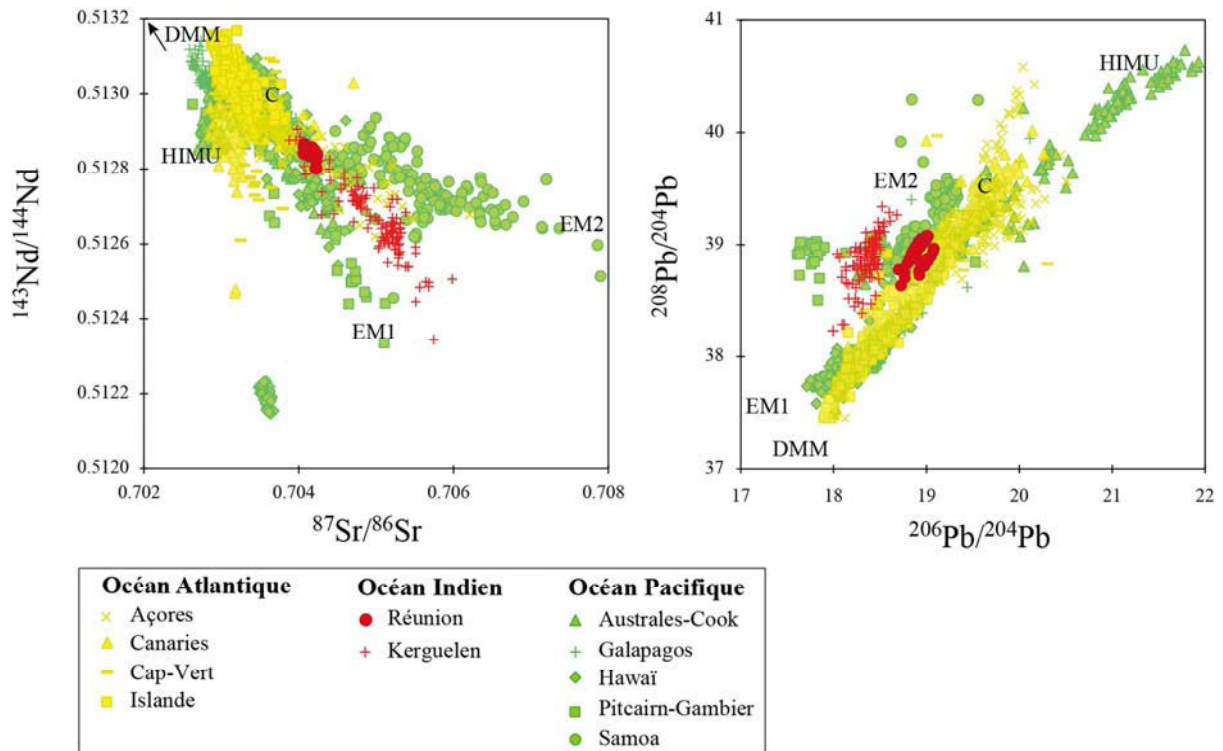 0.5132
0.5130
0.5128
0.5126
0.5124
0.5122
0.5120
¹⁴³Nd/¹⁴⁴Nd
DMM
C
HIMU
EM2
EM1
0.702 0.704 0.706 0.708
⁸⁷Sr/⁸⁶Sr
41
40
39
38
37
²⁰⁸Pb/²⁰⁴Pb
HIMU
EM2
C
EM1
DMM
17 18 19 20 21 22
²⁰⁶Pb/²⁰⁴Pb
Océan Atlantique
Açores
Canaries
Cap-Vert
Islande
Océan Indien
Réunion
Kerguelen
Océan Pacifique
Australes-Cook
Galapagos
Hawaï
Pitcairn-Gambier
Samoa